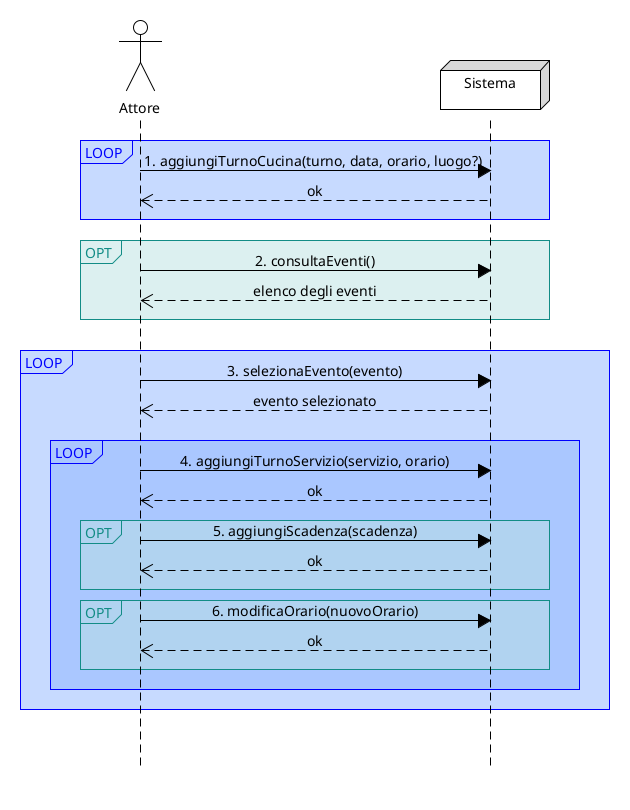 Attore
Sistema
LOOP
1. aggiungiTurnoCucina(turno, data, orario, luogo?)
ok
OPT
2. consultaEventi()
elenco degli eventi
LOOP
3. selezionaEvento(evento)
evento selezionato
LOOP
4. aggiungiTurnoServizio(servizio, orario)
ok
OPT
5. aggiungiScadenza(scadenza)
ok
OPT
6. modificaOrario(nuovoOrario)
ok